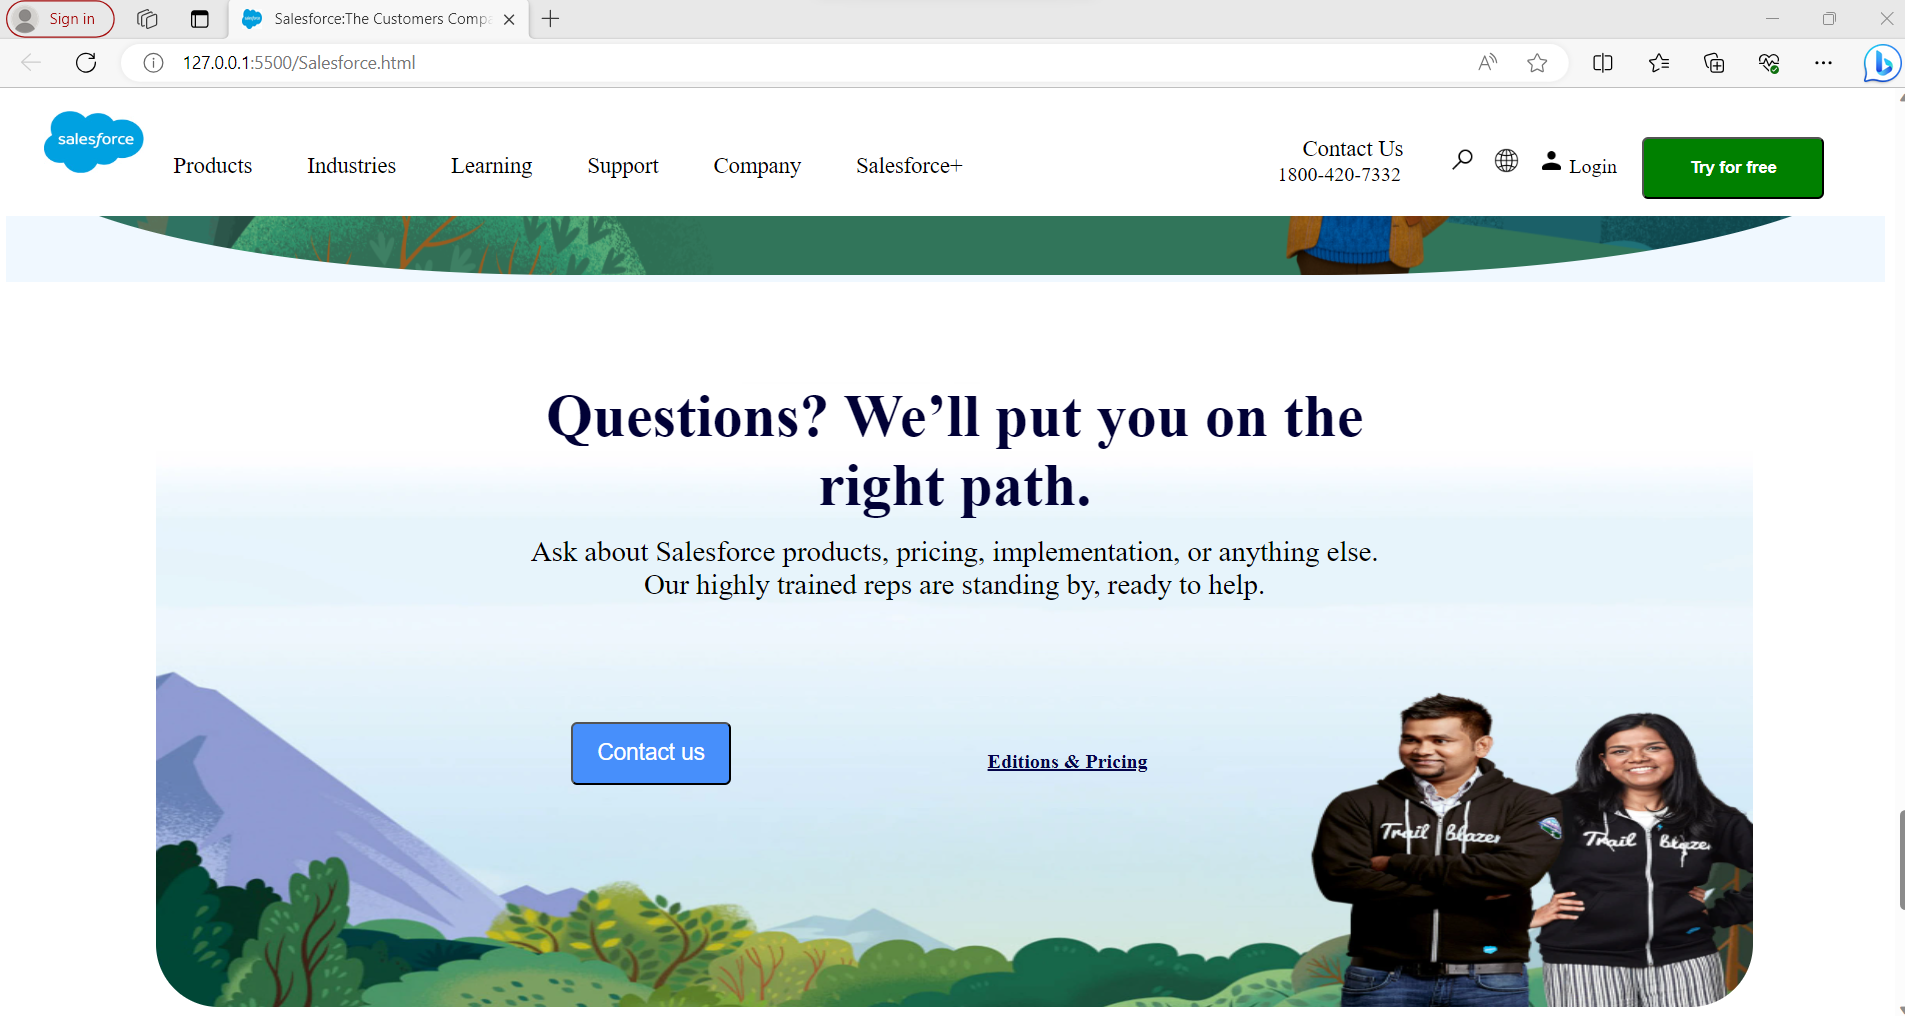 Sign in
Salesforce:The Customers Compa
127.0.0.1:5500/Salesforce.html
salesforce
Products Industries Learning Support Company Salesforce+
Contact Us
1800-420-7332
Login
Try for free
Questions? We’ll put you on the
right path.
Ask about Salesforce products, pricing, implementation, or anything else.
Our highly trained reps are standing by, ready to help.
Contact us
Editions & Pricing
Trail Blazer
Trail Blazer